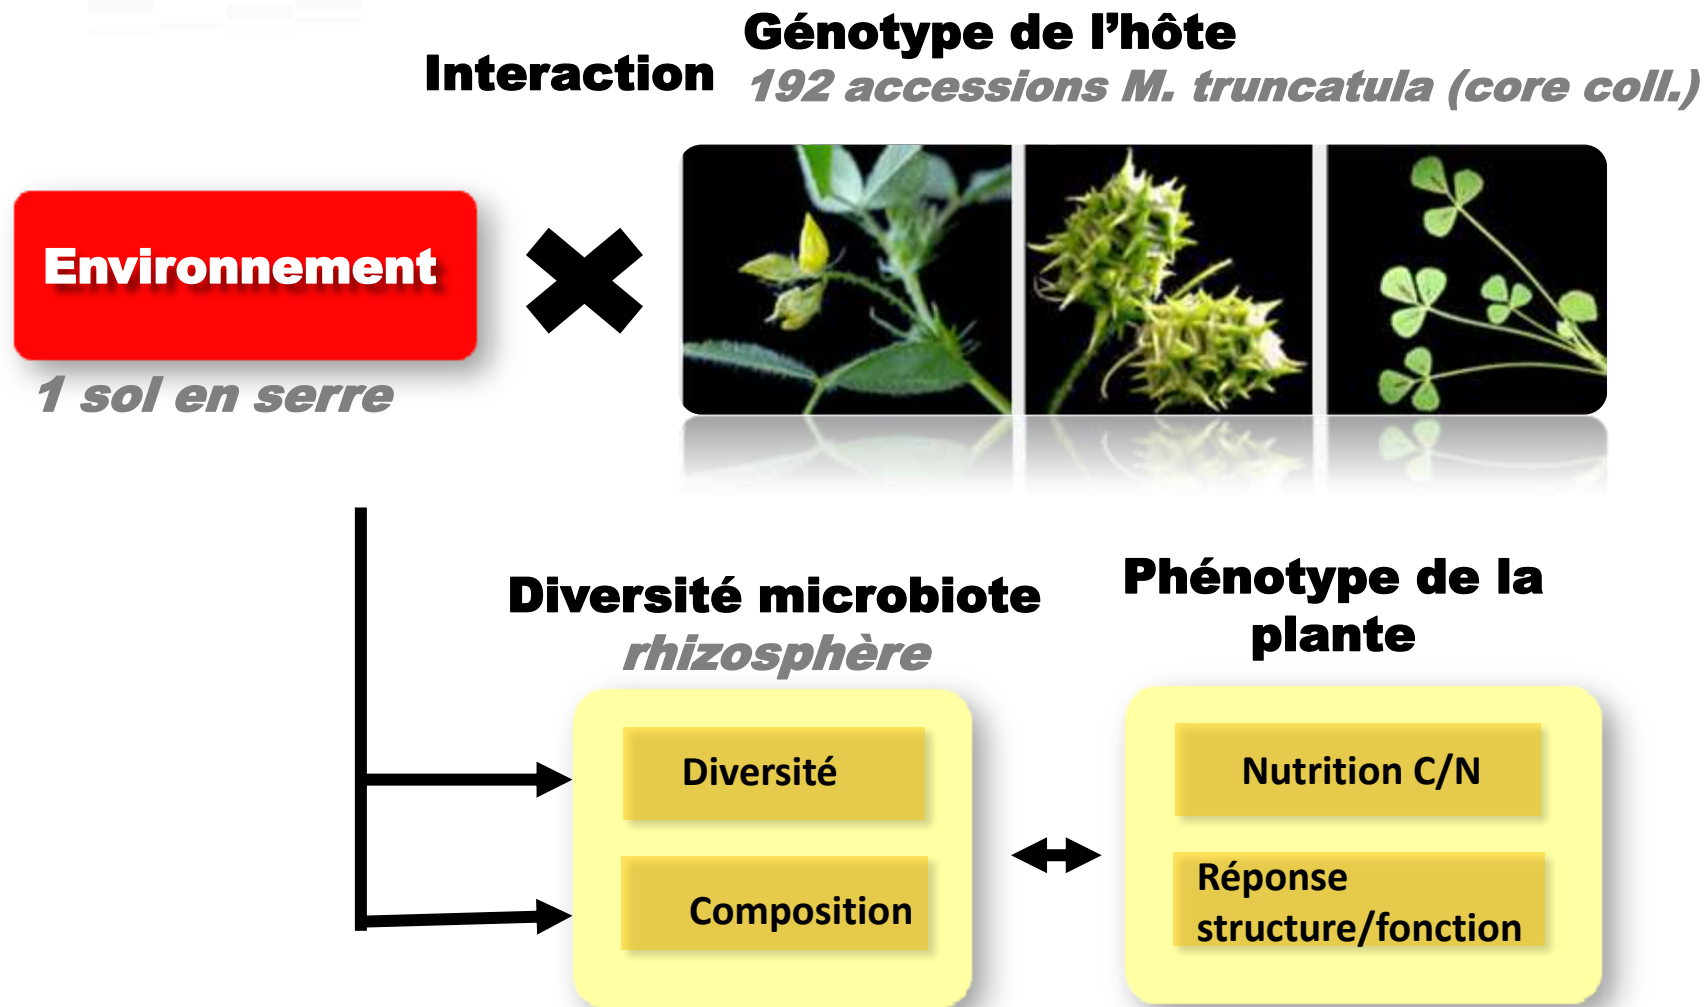 Interaction
Génotype de l’hôte
192 accessions M. truncatula (core coll.)
Environnement
1 sol en serre
Diversité microbiote
rhizosphère
Diversité
Composition
Phénotype de la
plante
Nutrition C/N
Réponse
structure/fonction